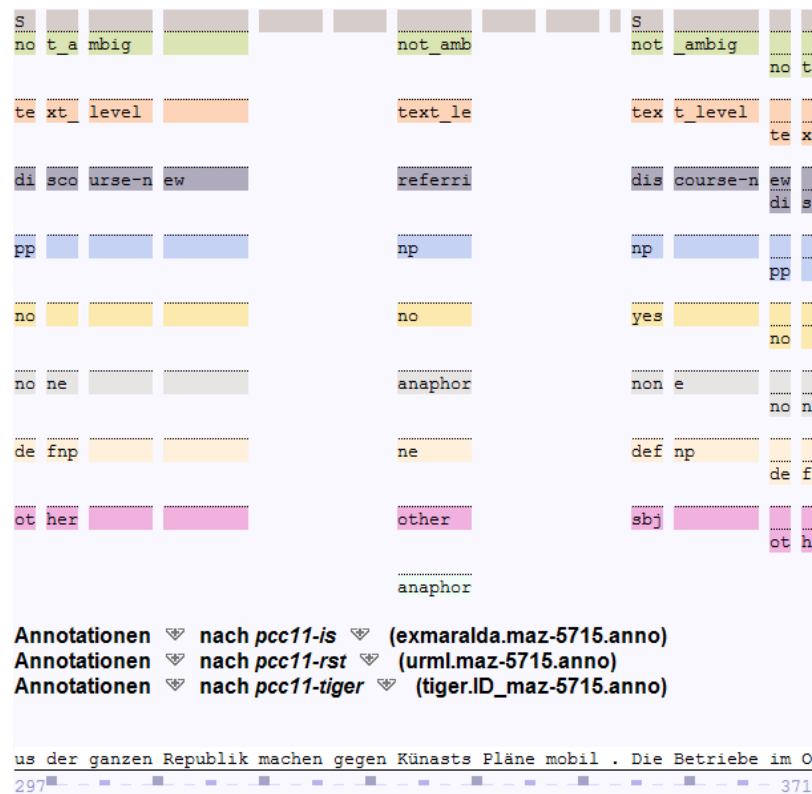 S S
no t_a mbig not_amb not _ambig
no t
te xt_ level text_le tex t_level
te x
di sco urse-n ew referri dis course-n ew
di s
pp np np
pp
no no yes
no
no ne anaphor non e
no n
de fnp ne def np
de f
ot her other sbj
ot h
anaphor
Annotationen nach pcc11-is (exmaralda.maz-5715.anno)
Annotationen nach pcc11-rst (urml.maz-5715.anno)
Annotationen nach pcc11-tiger (tiger.ID_maz-5715.anno)
us der ganzen Republik machen gegen Künasts Pläne mobil . Die Betriebe im O
297 371